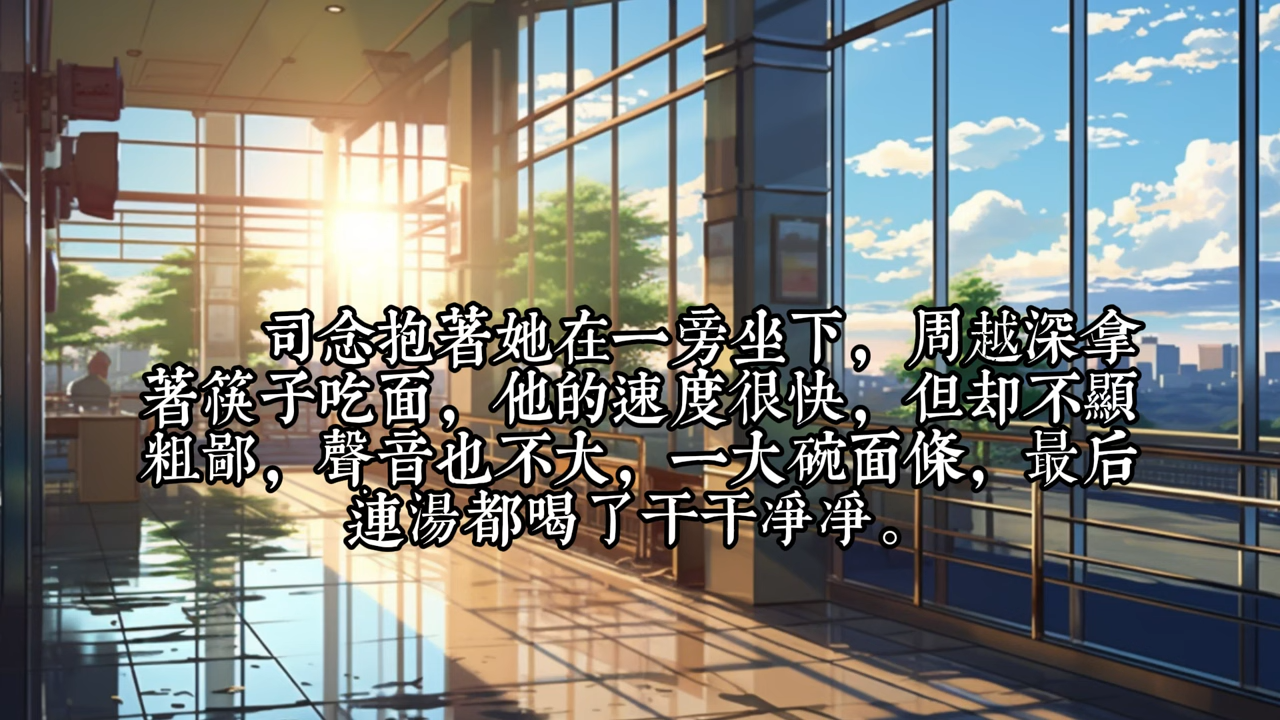 司念抱著她在一旁坐下，周越深拿
著筷子吃面，他的速度很快，但却不顯
粗鄙，聲音也不大，一大碗面條，最后
連湯都喝了干干凈凈。